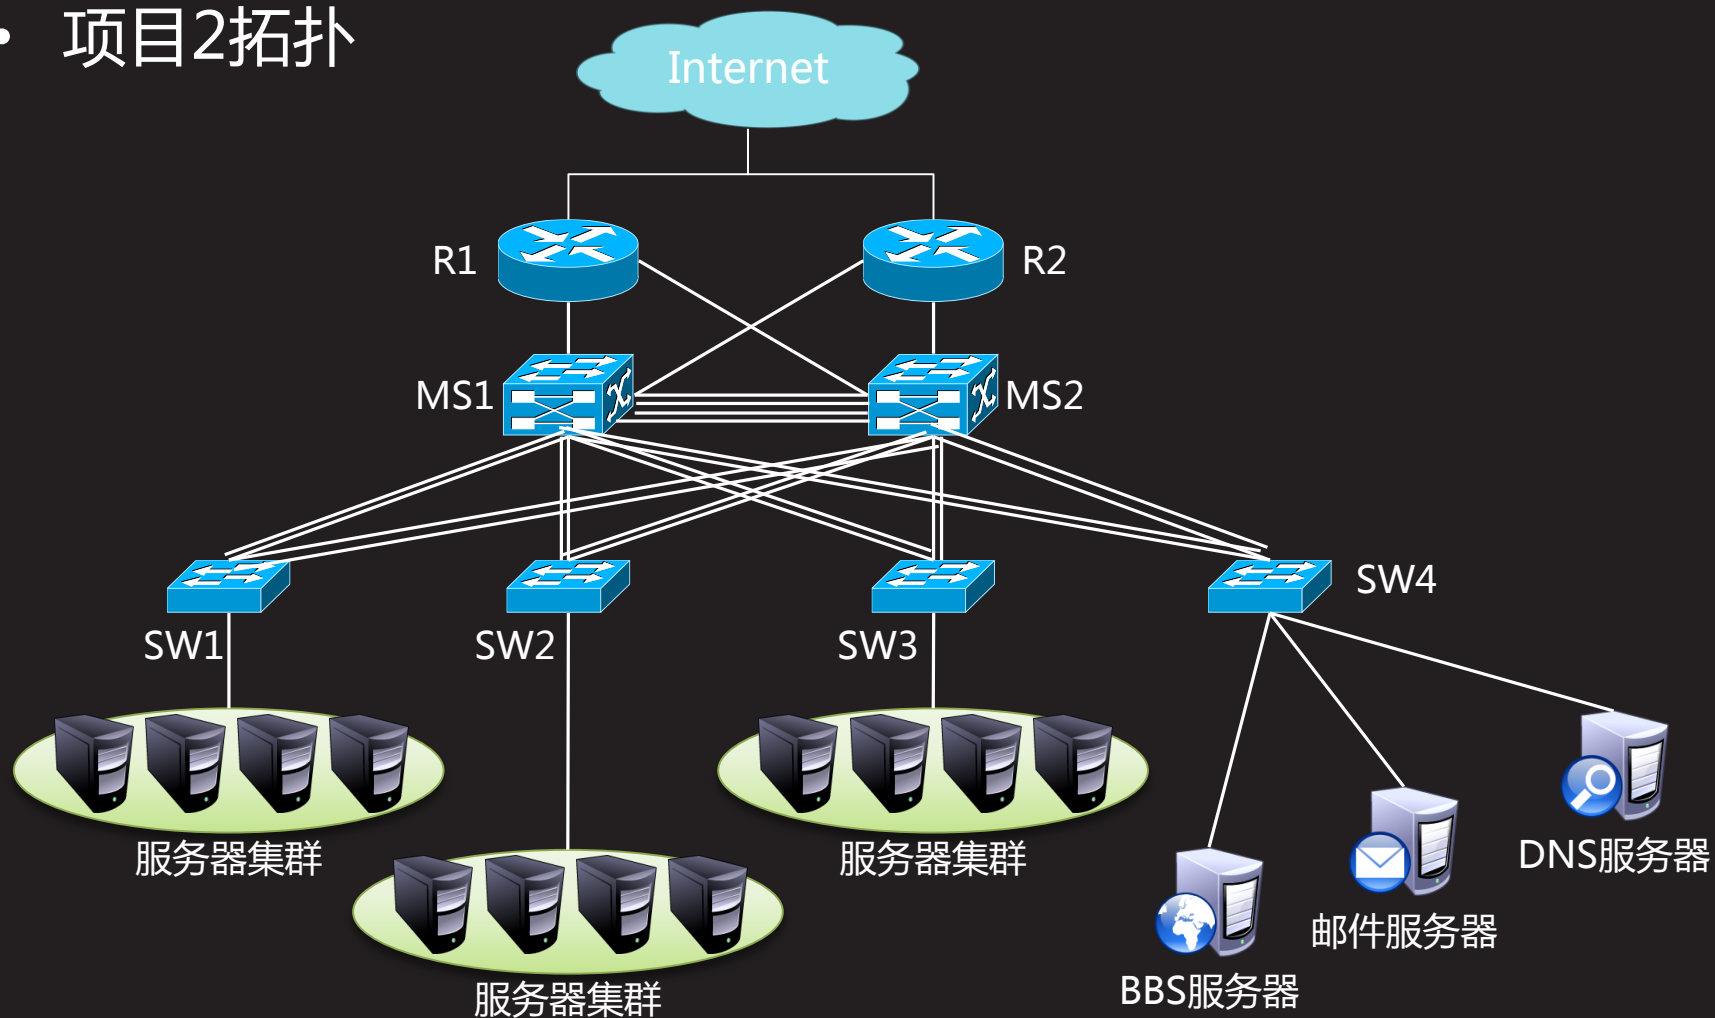 • 项目2拓扑
Internet
R1
R2
MS1
MS2
SW4
SW1
SW2
SW3
服务器集群
服务器集群
DNS服务器
邮件服务器
BBS服务器
服务器集群